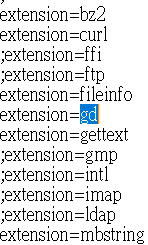 extension=bz2
extension=curl
;extension=ffi
;extension=ftp
extension=fileinfo
extension=gd
extension=gettext
;extension=gmp
;extension=intl
;extension=imap
;extension=ldap
extension=mbstring